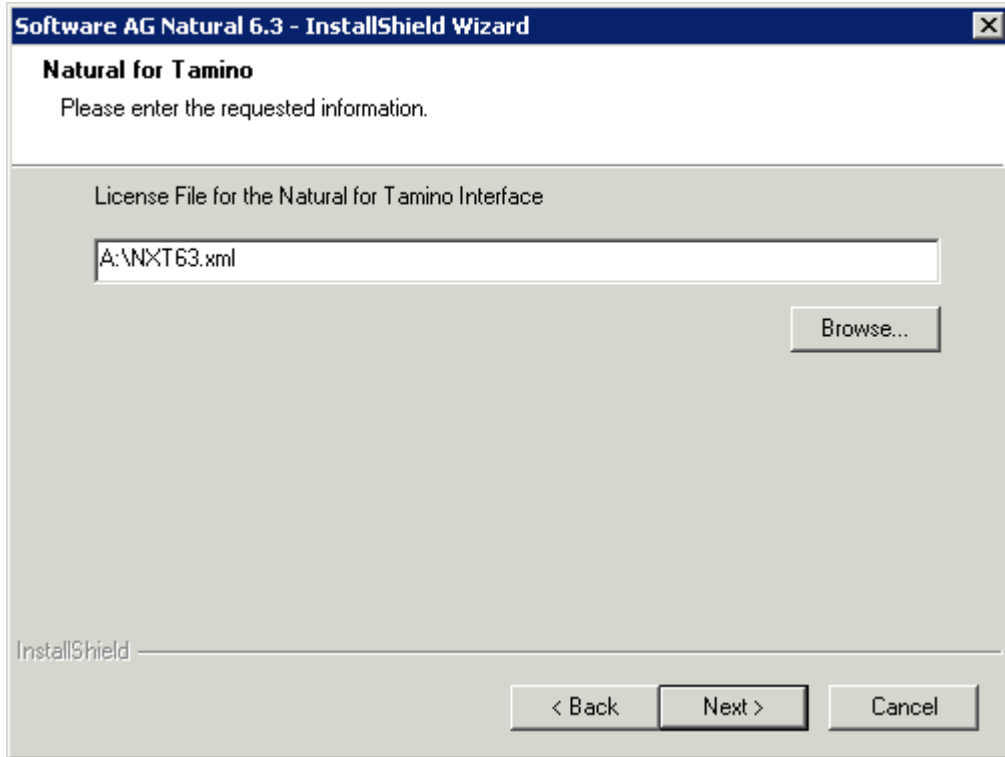 Software AG Natural 6.3 - InstallShield Wizard
Natural for Tamino
Please enter the requested information.
License File for the Natural for Tamino Interface
A:\NXT63.xml
Browse...
InstallShield
< Back Next > Cancel